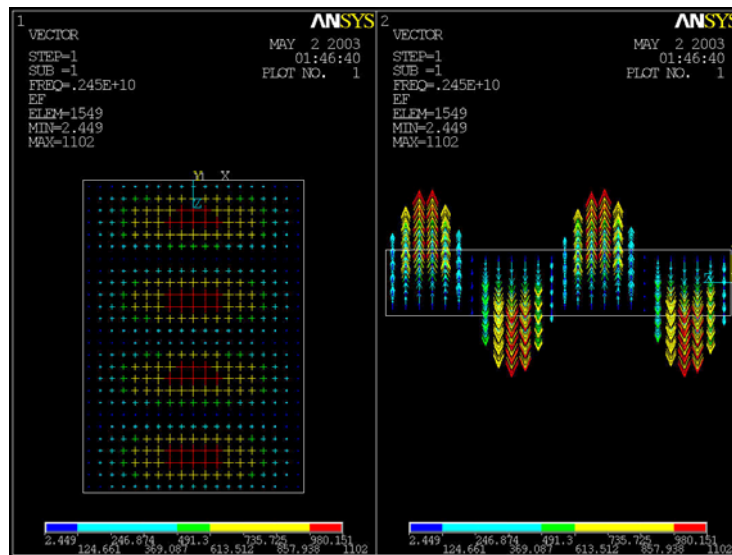 1
ANSYS
VECTOR
MAY 2 2003
01:46:40
PLOT NO. 1
STEP=1
SUB =1
FREQ=.245E+10
EF
ELEM=1549
MIN=2.449
MAX=1102
X
Z
2.449 246.874 491.3 735.725 980.151
124.661 369.087 613.512 857.938 1102
2
ANSYS
VECTOR
MAY 2 2003
01:46:40
PLOT NO. 1
STEP=1
SUB =1
FREQ=.245E+10
EF
ELEM=1549
MIN=2.449
MAX=1102
2.449 246.874 491.3 735.725 980.151
124.661 369.087 613.512 857.938 1102